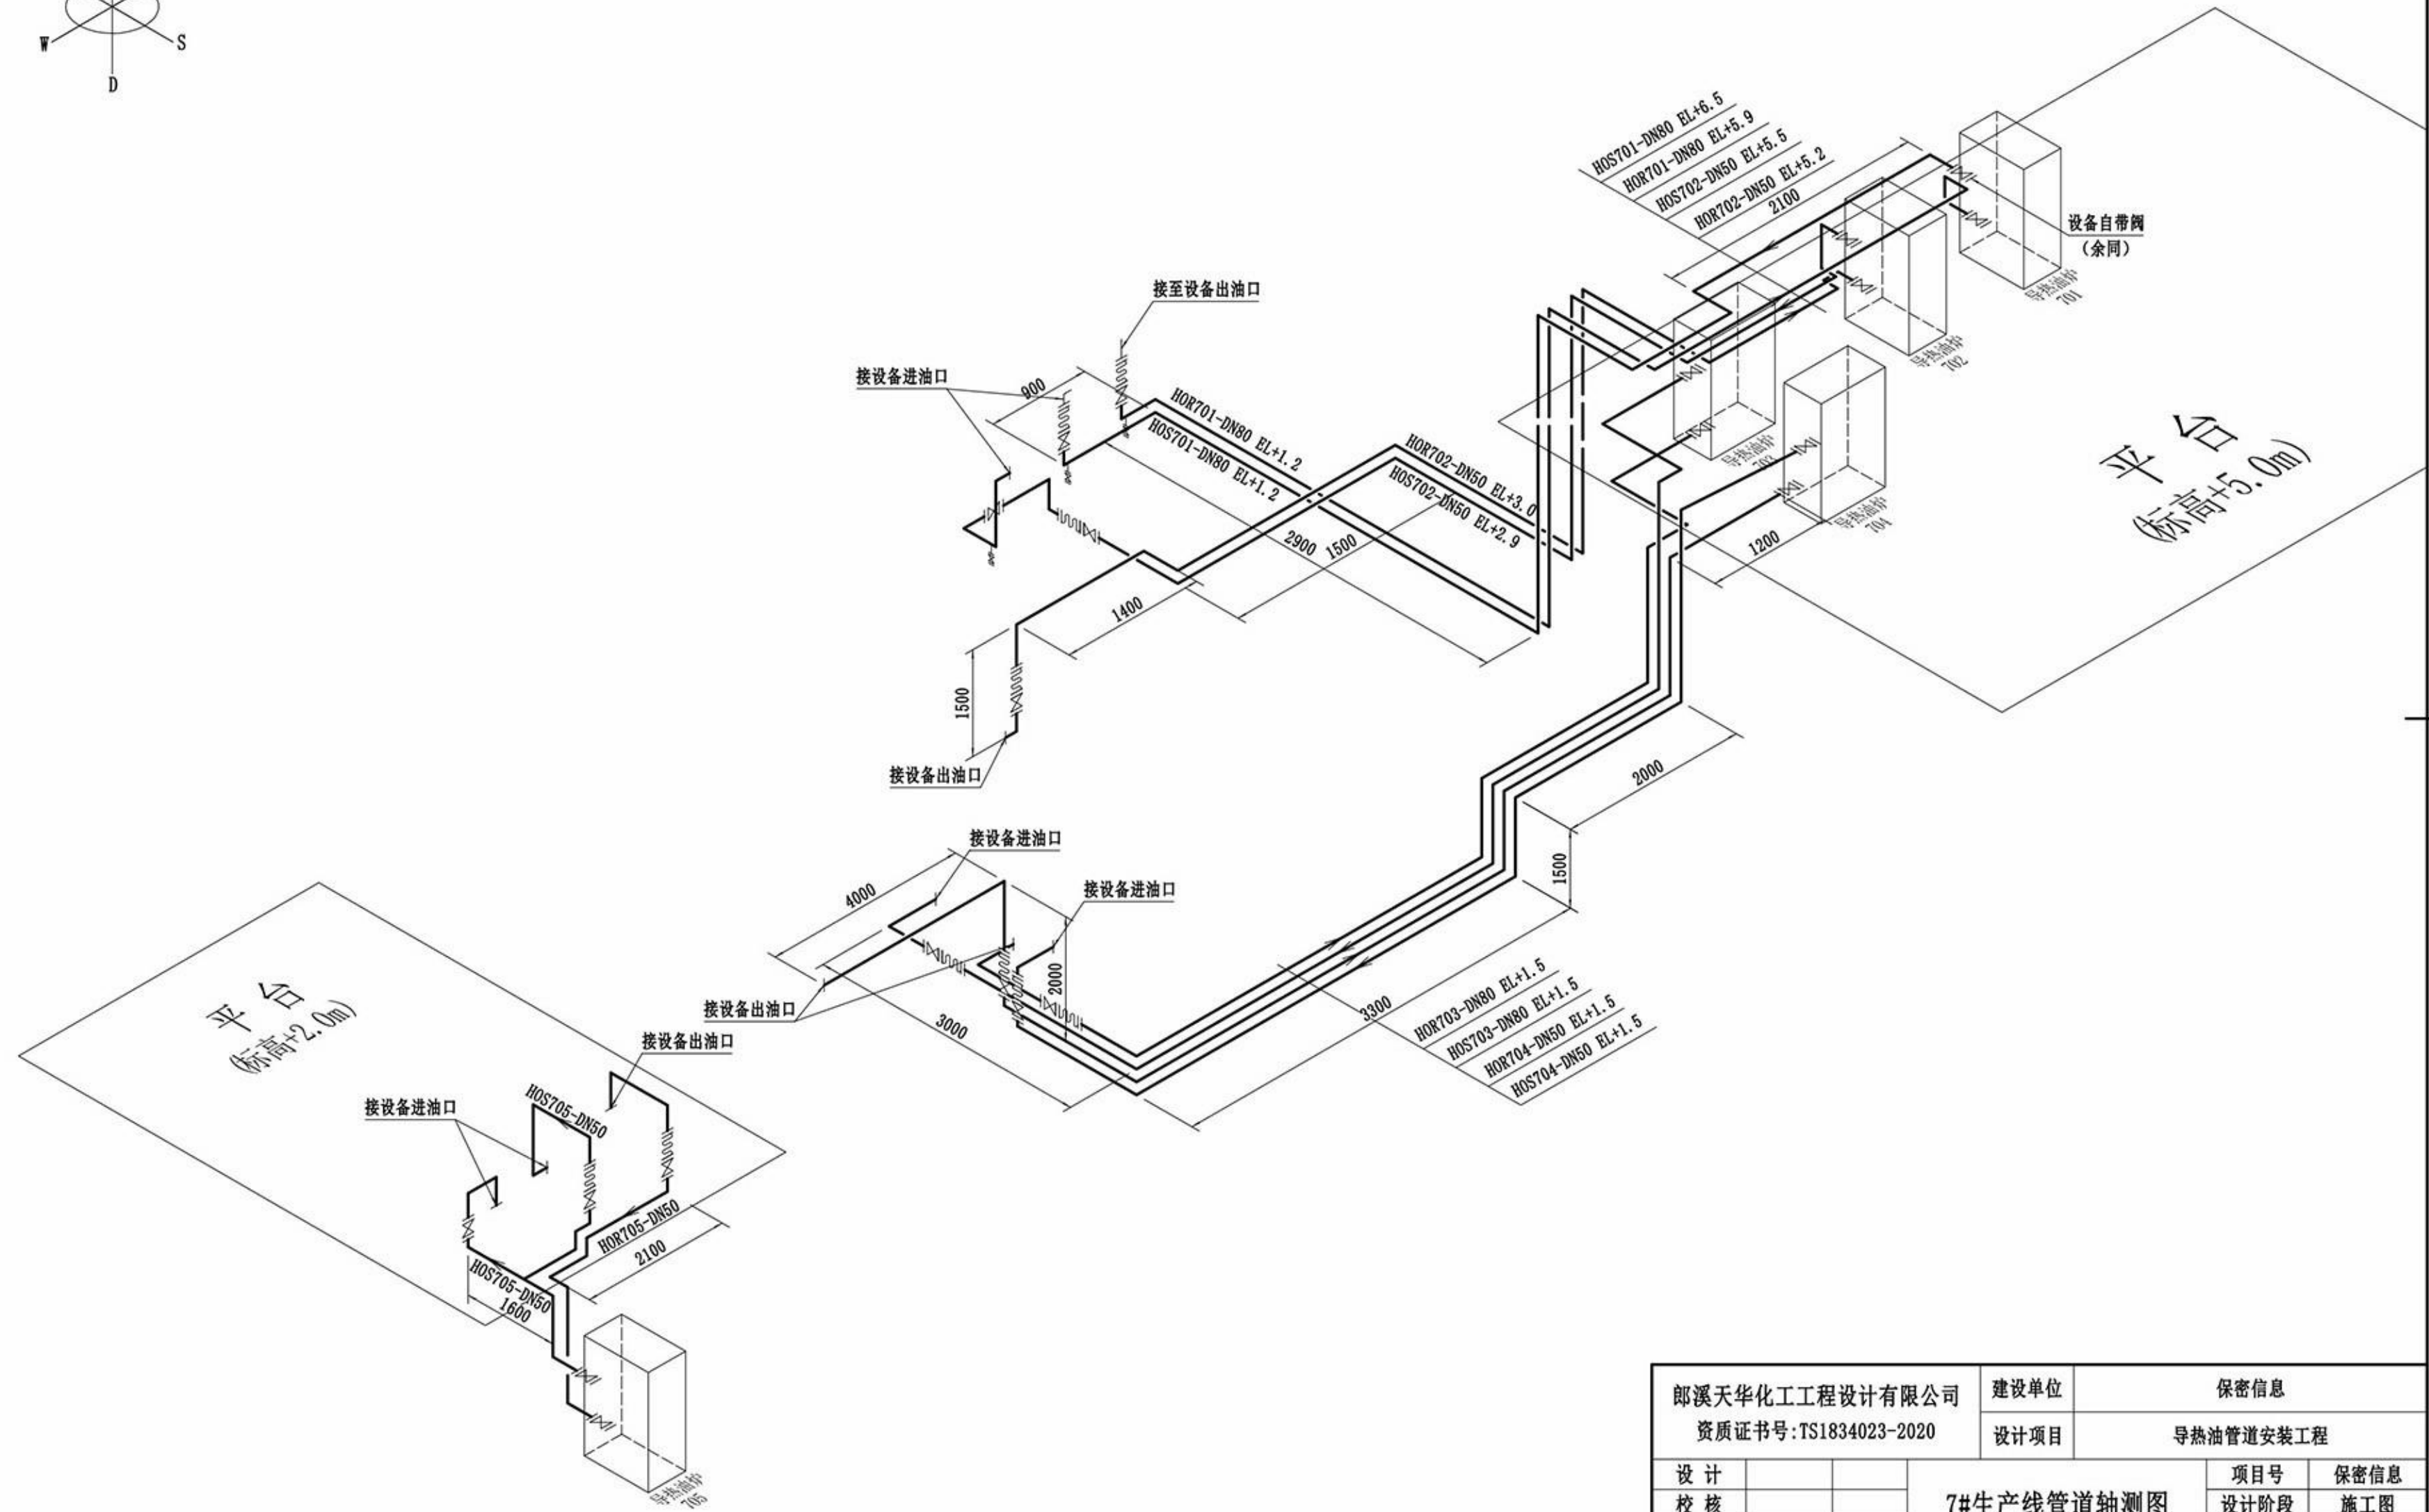 W
S
D
HOS701-DN80 EL+6.5
HOR701-DN80 EL+5.9
HOS702-DN50 EL+5.5
HOR702-DN50 EL+5.2
2100
设备自带阀
(余同)
导热油炉
701
导热油炉
702
导热油炉
703
导热油炉
704
1200
平台
(标高+5.0m)
接至设备出油口
接设备进油口
900
HOR701-DN80 EL+1.2
HOS701-DN80 EL+1.2
HOR702-DN50 EL+3.0
HOS702-DN50 EL+2.9
2900
1500
1400
1500
接设备出油口
2000
1500
接设备进油口
4000
接设备进油口
2000
接设备出油口
3000
3300
HOR703-DN80 EL+1.5
HOS703-DN80 EL+1.5
HOR704-DN50 EL+1.5
HOS704-DN50 EL+1.5
平台
(标高+2.0m)
接设备出油口
HOS705-DN50
接设备进油口
HOR705-DN50
2100
HOS705-DN50
1600
导热油炉
705
郎溪天华化工工程设计有限公司
资质证书号:TS1834023-2020
建设单位
保密信息
设计项目
导热油管道安装工程
设 计
项目号
保密信息
校 核
7#生产线管道轴测图
设计阶段
施工图